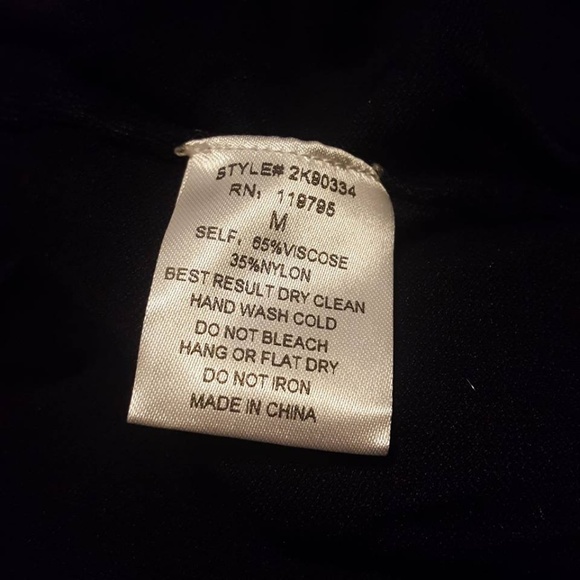 STYLE# 2K90334
RN: 119795
M
SELF: 65%VISCOSE
35%NYLON
BEST RESULT DRY CLEAN
HAND WASH COLD
DO NOT BLEACH
HANG OR FLAT DRY
DO NOT IRON
MADE IN CHINA